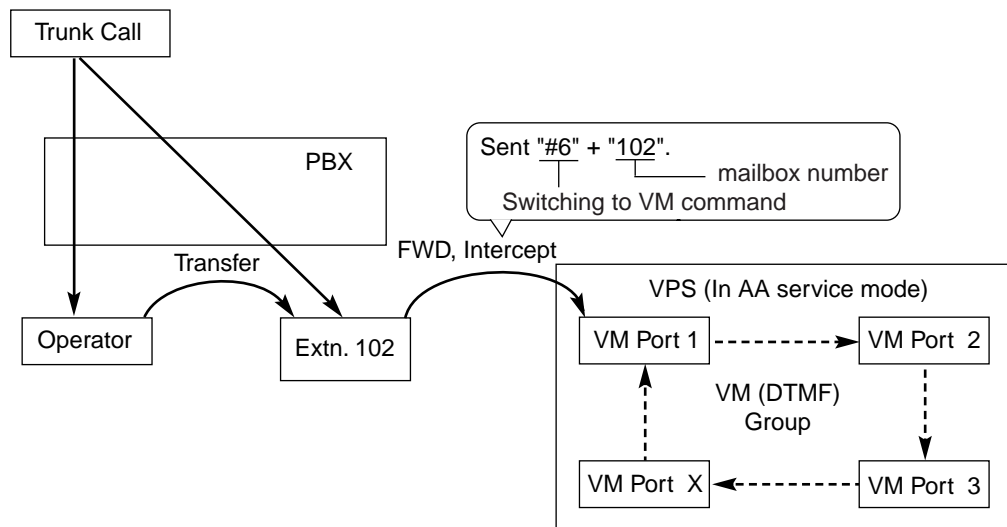 Trunk Call
PBX
Sent "#6" + "102".
mailbox number
Switching to VM command
FWD, Intercept
Transfer
VPS (In AA service mode)
Operator
Extn. 102
VM Port 1
VM Port 2
VM (DTMF)
Group
VM Port X
VM Port 3